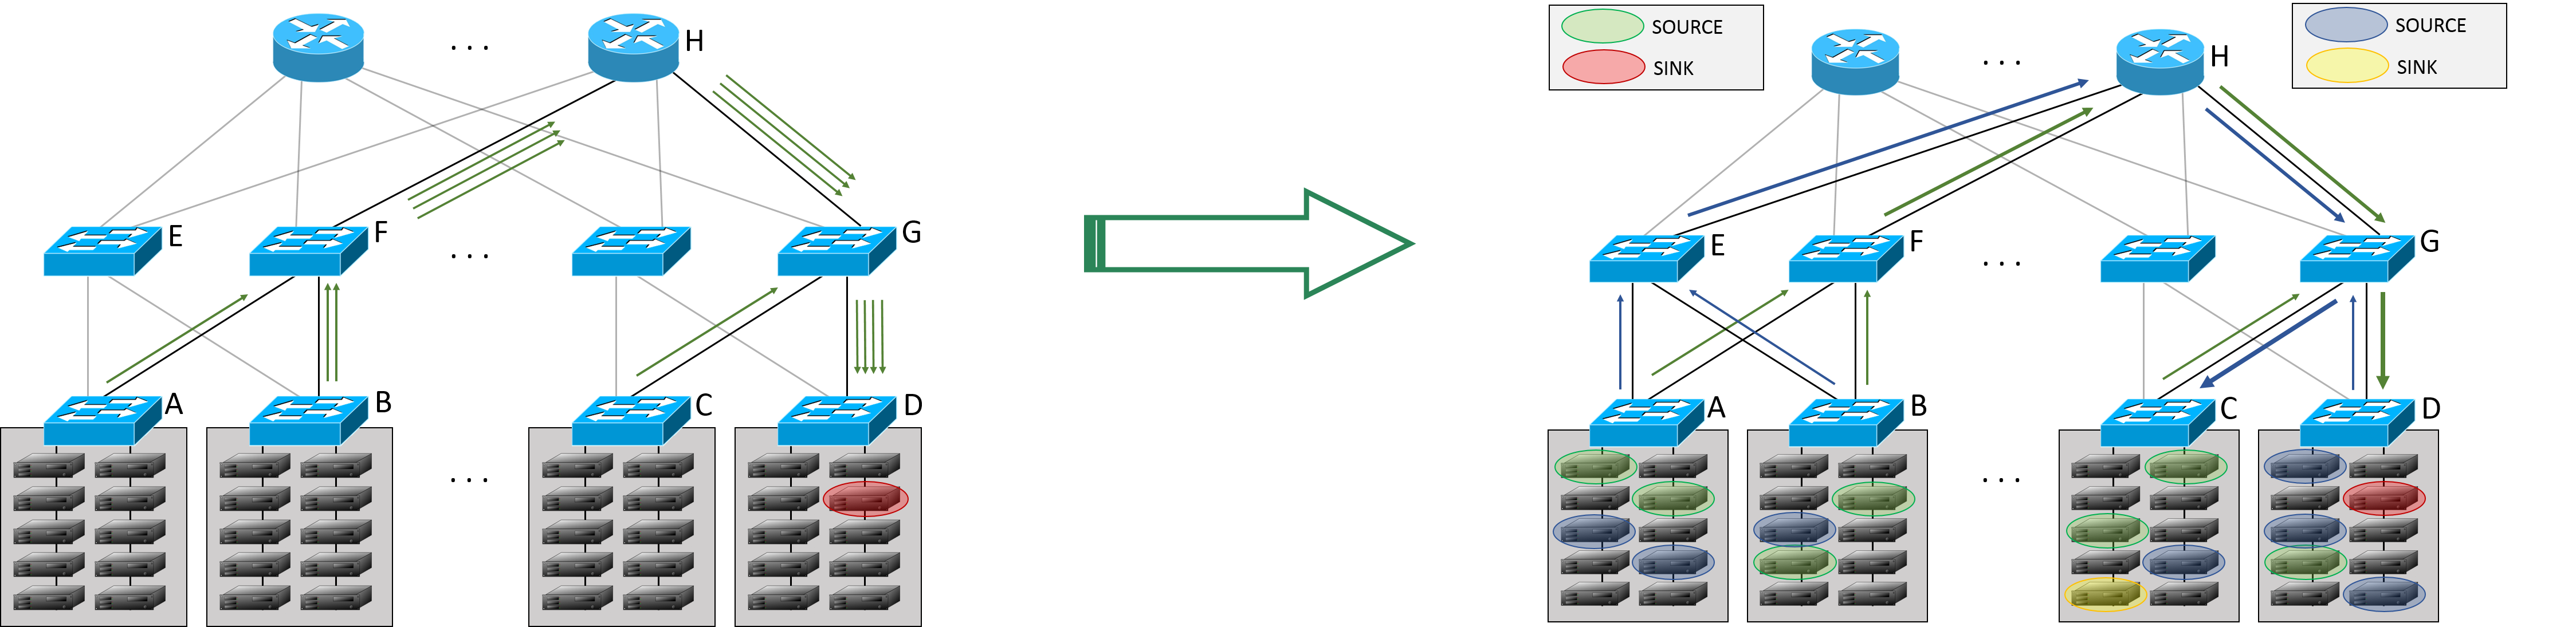 H
E
F
. . .
G
A
B
C
D
. . .
. . .
SOURCE
SINK
SOURCE
SINK
. . .
H
E
F
. . .
G
A
B
C
D
. . .